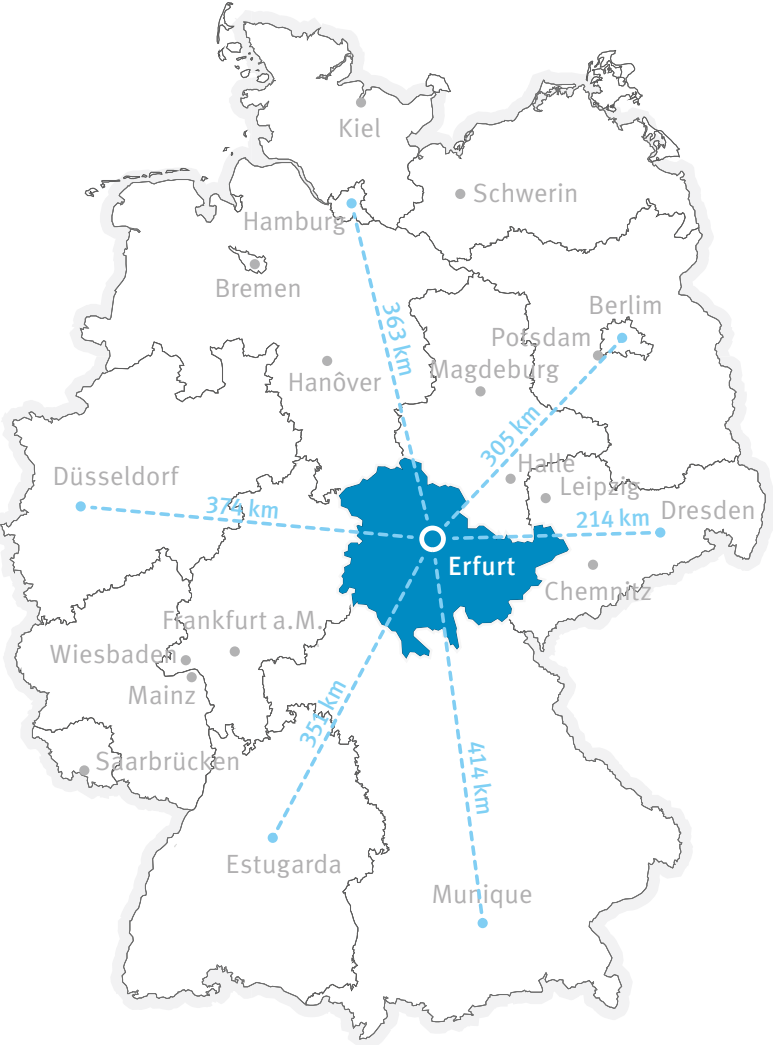 Kiel
Schwerin
Hamburg
Bremen
Berlim
363 km
Potsdam
Hanôver
Magdeburg
305 km
Halle
Düsseldorf
Leipzig
374 km
214 km
Dresden
Erfurt
Chemnitz
Frankfurt a.M.
Wiesbaden
Mainz
351 km
Saarbrücken
414 km
Estugarda
Munique